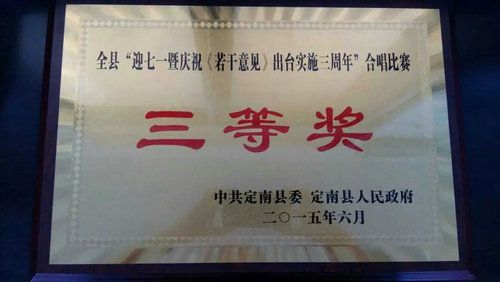 全县“迎七一暨庆祝《若干意见》出台实施三周年”合唱比赛
三等奖
中共定南县委 定南县人民政府
二〇一五年六月